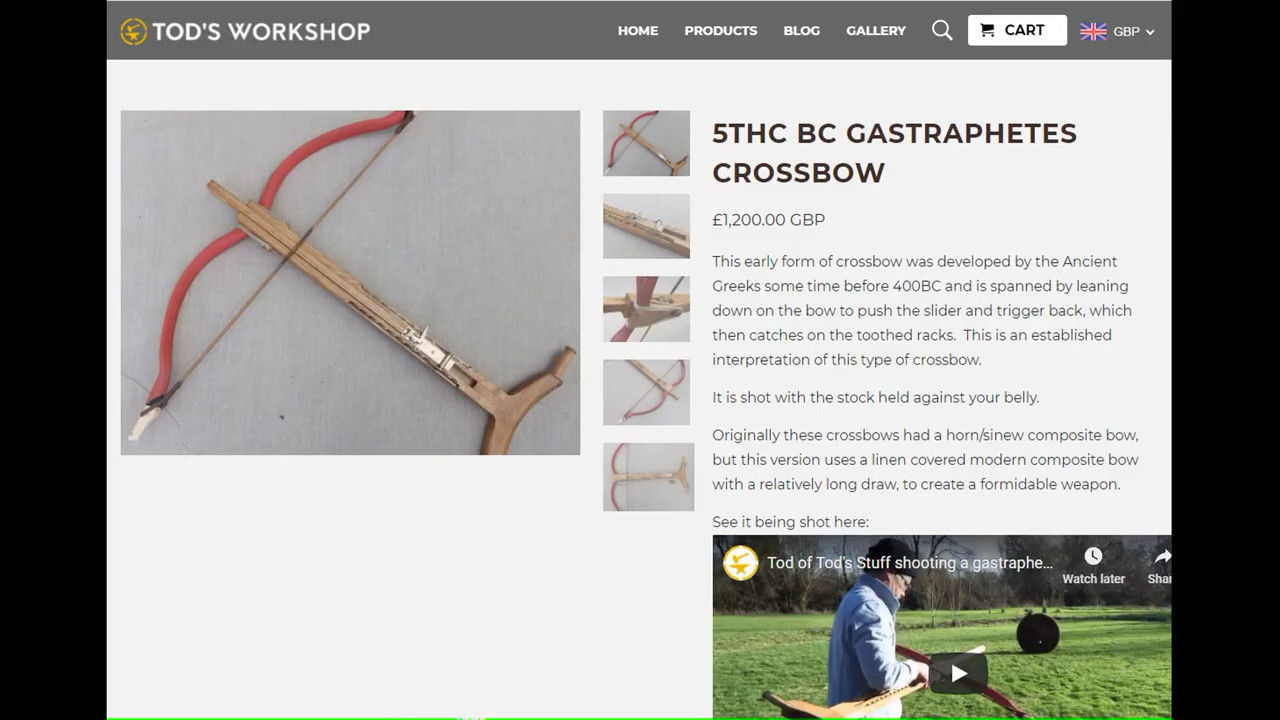 TOD'S WORKSHOP
HOME PRODUCTS BLOG GALLERY CART GBP
5THC BC GASTRAPHETES
CROSSBOW
£1,200.00 GBP
This early form of crossbow was developed by the Ancient
Greeks some time before 400BC and is spanned by leaning
down on the bow to push the slider and trigger back, which
then catches on the toothed racks. This is an established
interpretation of this type of crossbow.
It is shot with the stock held against your belly.
Originally these crossbows had a horn/sinew composite bow,
but this version uses a linen covered modern composite bow
with a relatively long draw, to create a formidable weapon.
See it being shot here:
Tod of Tod's Stuff shooting a gastraphe...
Watch later Shar